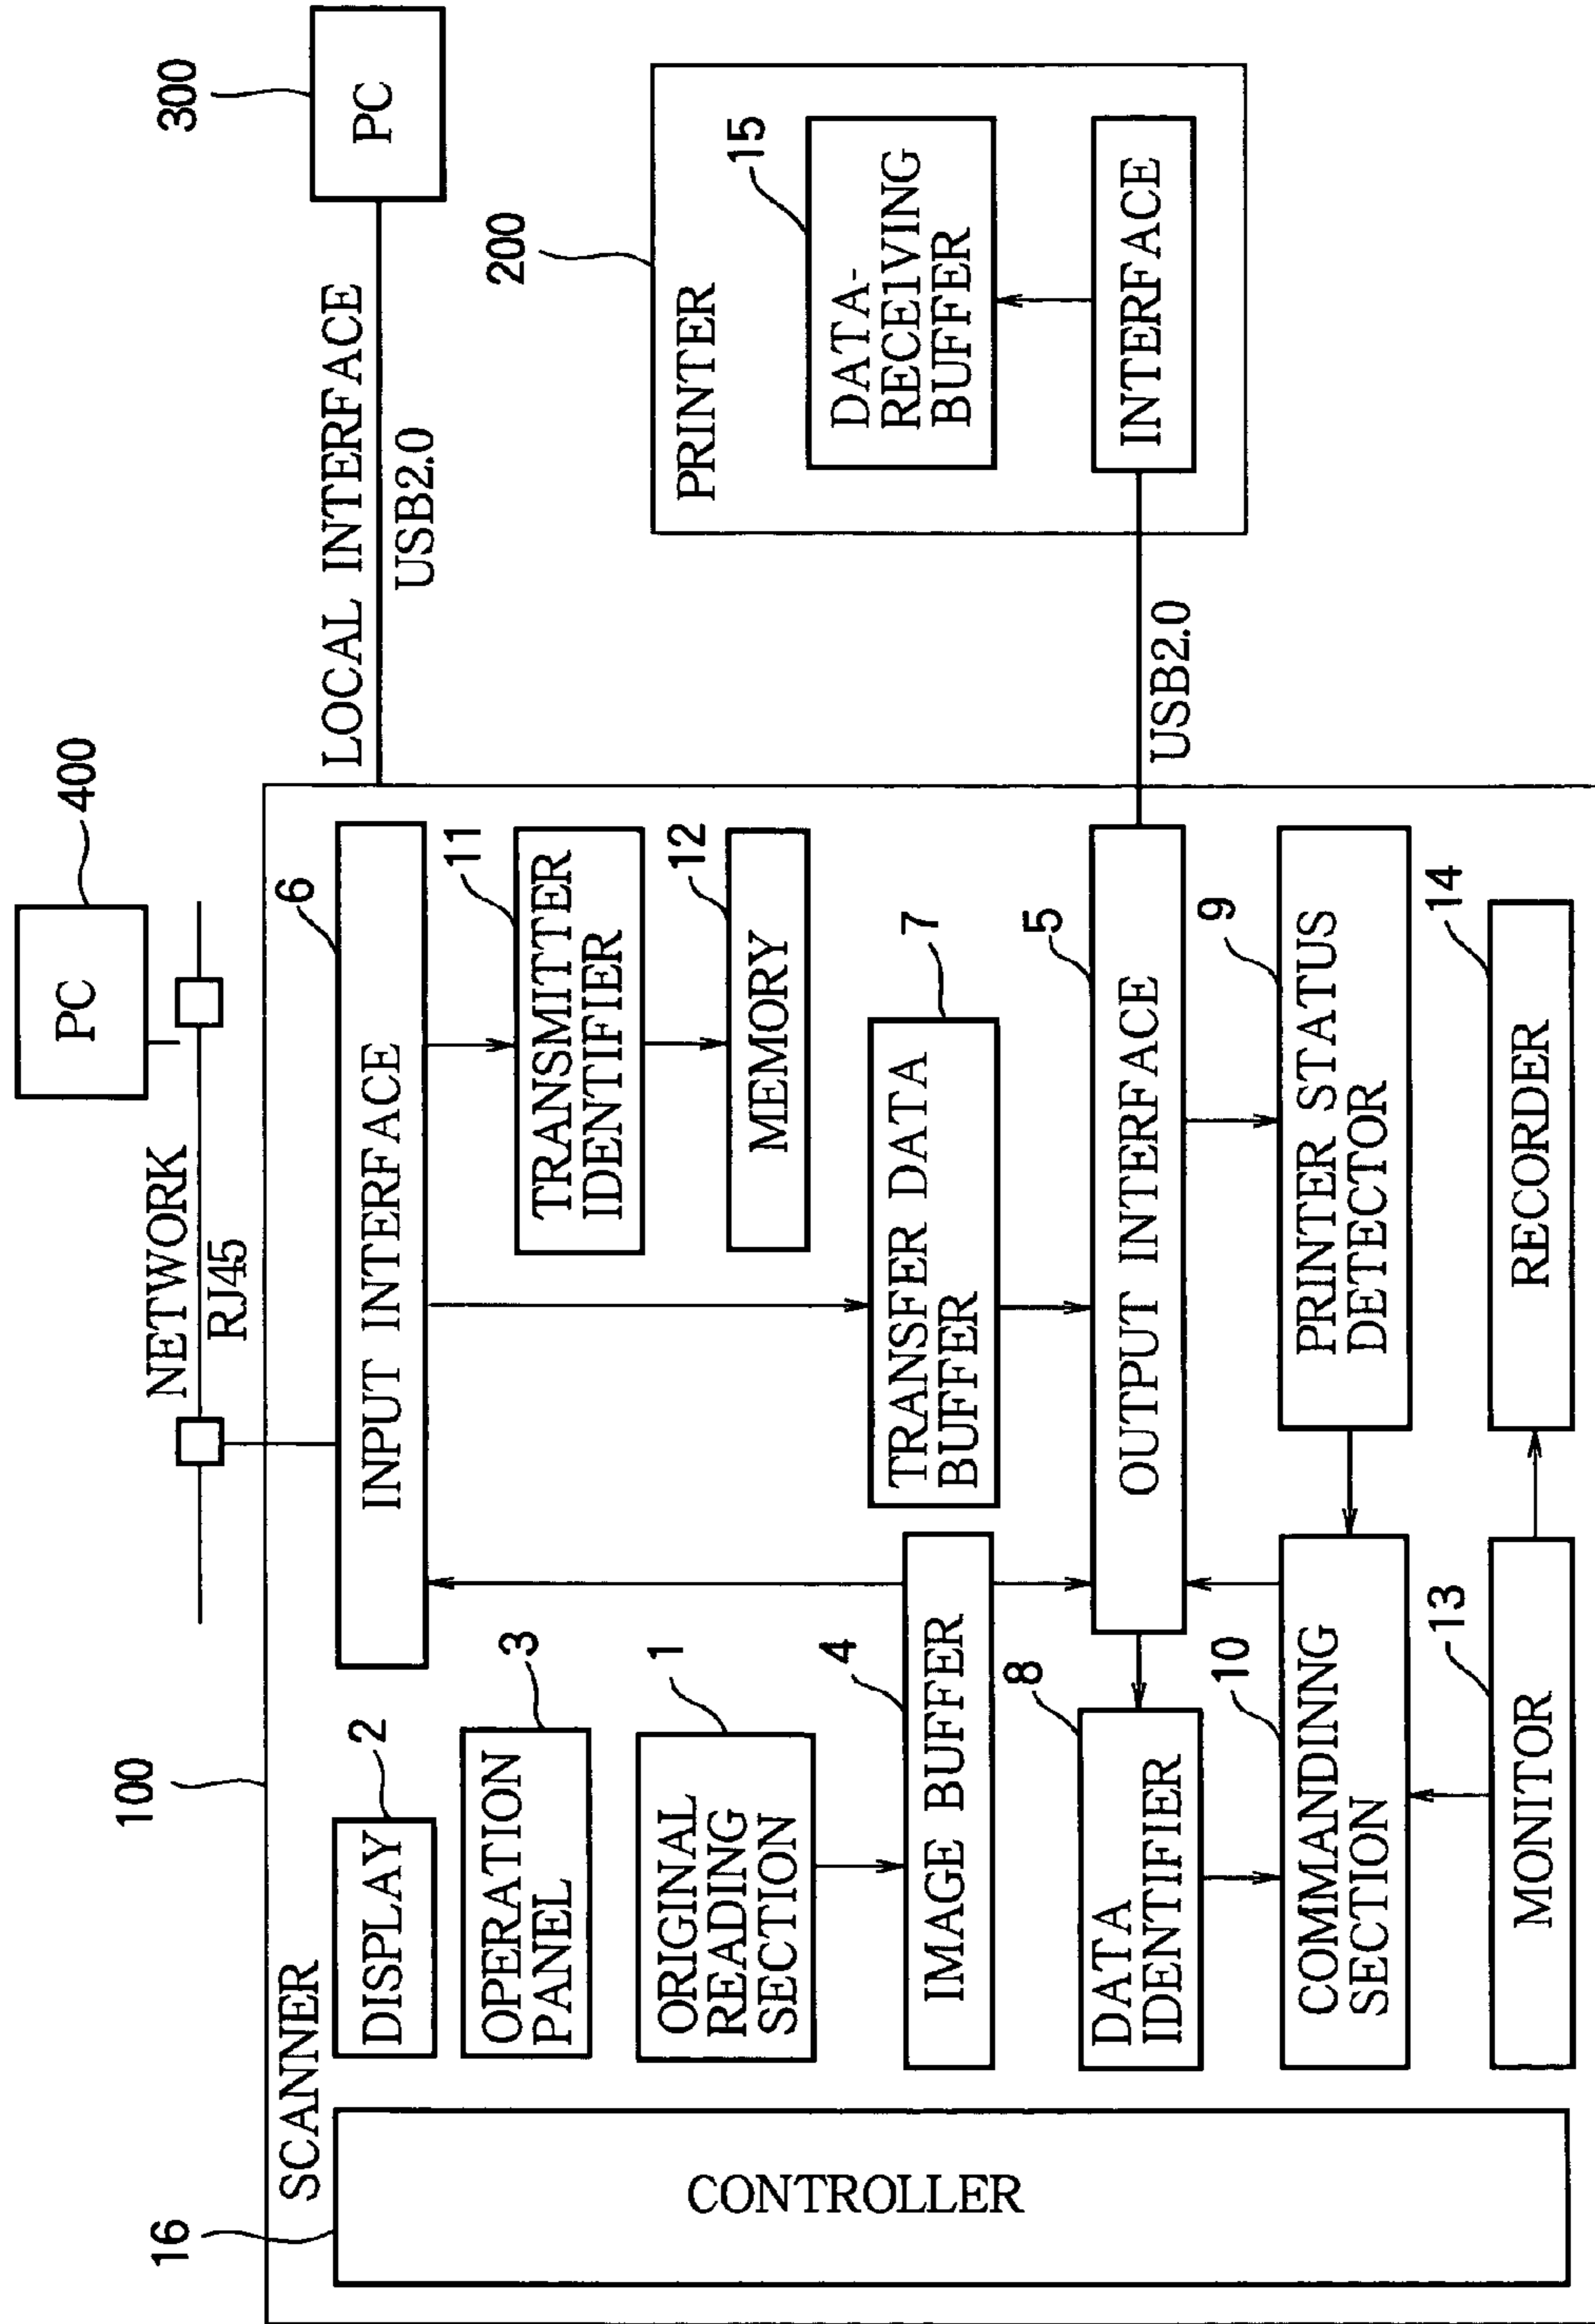 400
PC
300
PC
NETWORK
RJ45
LOCAL INTERFACE
USB2.0
100
SCANNER
16
CONTROLLER
DISPLAY
2
OPERATION
PANEL
3
ORIGINAL
READING
SECTION
1
IMAGE BUFFER
4
DATA
IDENTIFIER
8
COMMANDING
SECTION
10
MONITOR
13
INPUT INTERFACE
6
TRANSMITTER
IDENTIFIER
11
MEMORY
12
TRANSFER DATA
BUFFER
7
OUTPUT INTERFACE
5
PRINTER STATUS
DETECTOR
9
RECORDER
14
USB2.0
200
PRINTER
DATA-
RECEIVING
BUFFER
15
INTERFACE